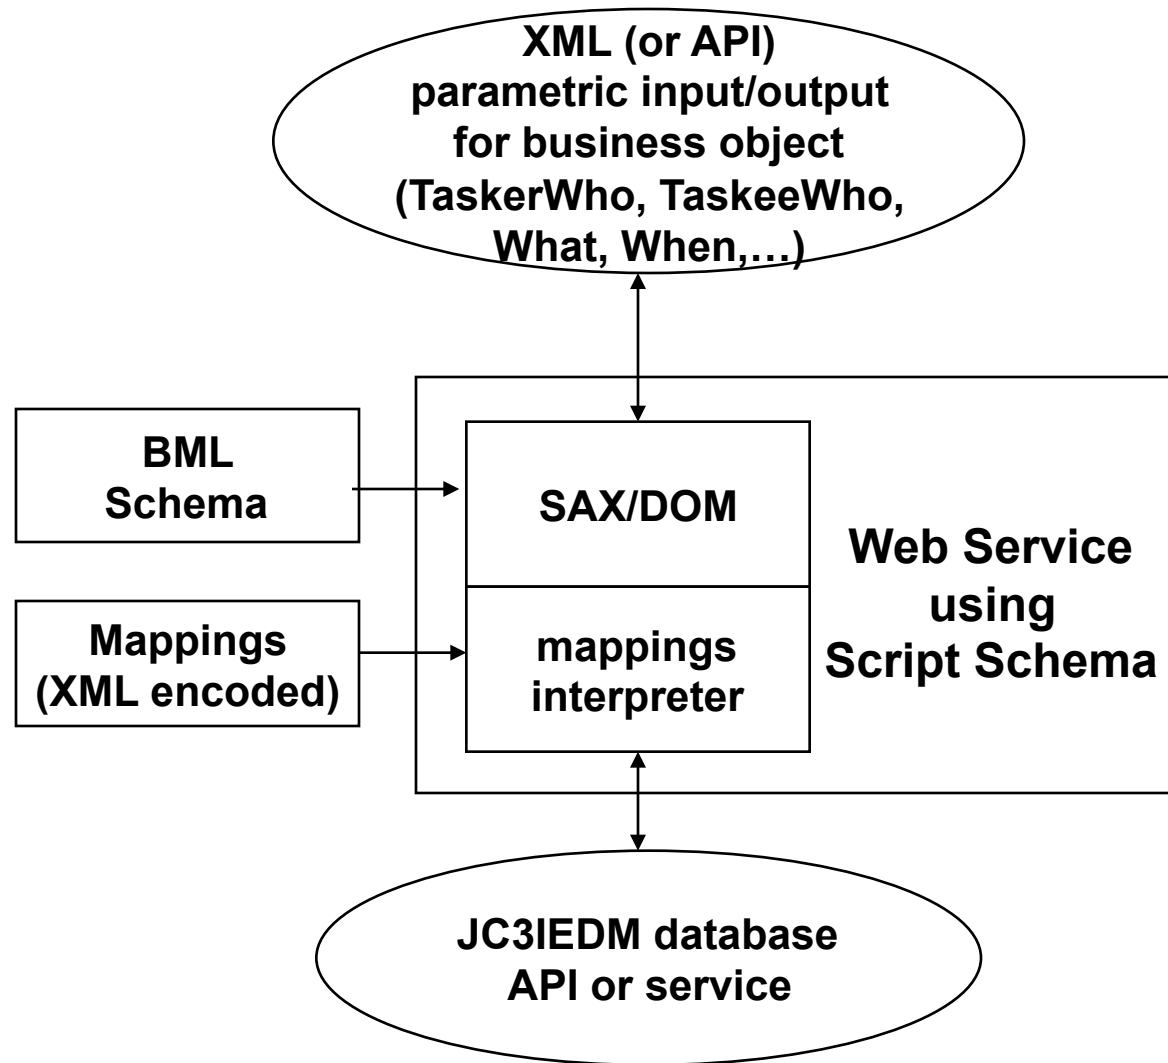 XML (or API)
parametric input/output
for business object
(TaskerWho, TaskeeWho,
What, When,…)
BML
Schema
SAX/DOM
Web Service
using
Script Schema
Mappings
(XML encoded)
mappings
interpreter
JC3IEDM database
API or service